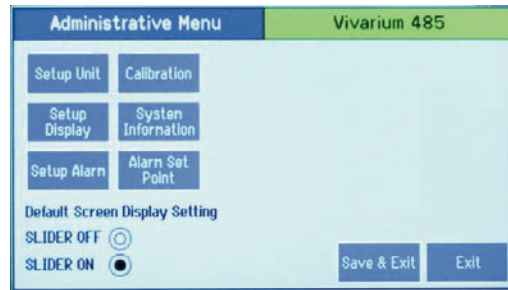 Administrative Menu
Vivarium 485
Setup Unit
Calibration
Setup
Display
System
Information
Setup Alarm
Alarm Set
Point
Default Screen Display Setting
SLIDER OFF
SLIDER ON
Save & Exit
Exit